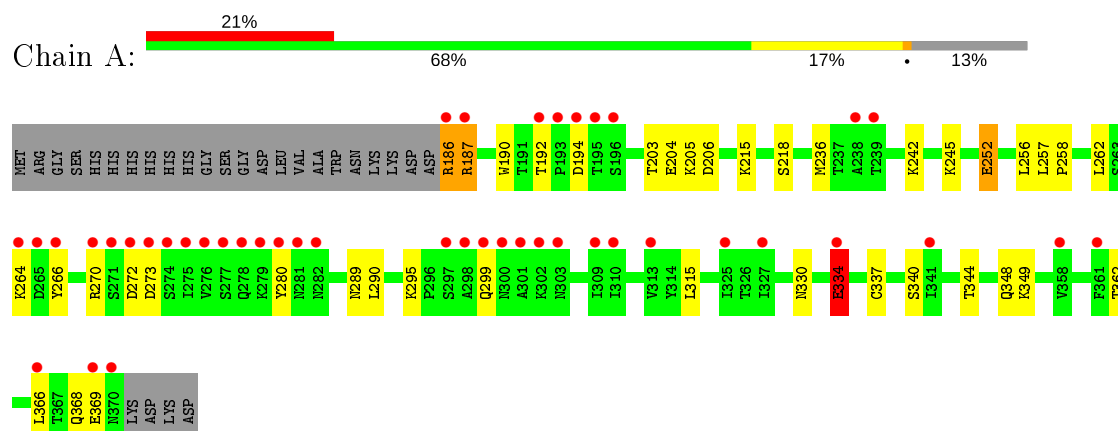 21%
Chain A:
68% 17% • 13%
MET ARG GLY SER HIS HIS HIS HIS HIS HIS GLY SER GLY ASP LEU VAL ALA TRP ASN LYS LYS ASP ASP R186 R187 W190 T191 T192 P193 D194 T195 S196 T203 E204 K205 D206 K215 S218 M236 T237 A238 T239 K242 K245 E252 L256 L257 P258 L262 S263
K264 D265 Y266 R270 S271 D272 D273 S274 I275 V276 S277 Q278 K279 Y280 N281 N282 N289 L290 K295 P296 S297 A298 Q299 N300 A301 K302 N303 I309 I310 V313 Y314 L315 I325 T326 I327 N330 E334 C337 S340 I341 T344 Q348 K349 V358 F361 T362
L366 T367 Q368 E369 N370 LYS ASP LYS ASP